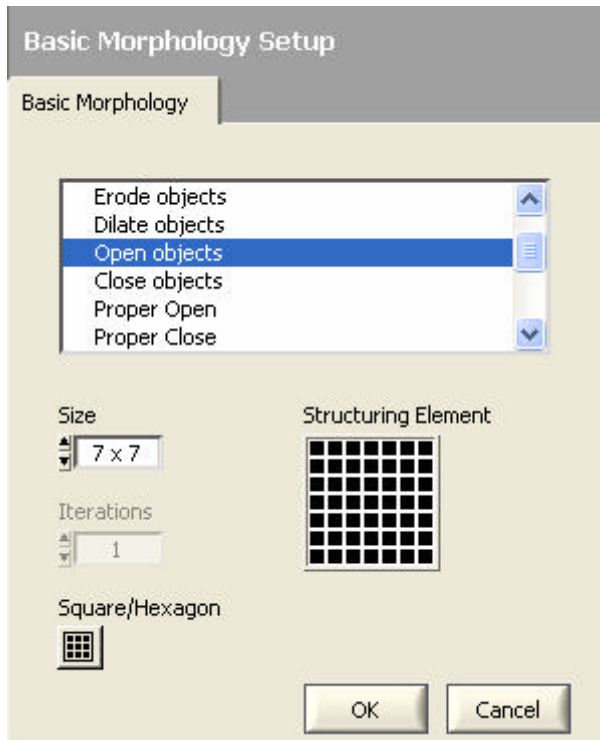 Basic Morphology Setup
Basic Morphology
Erode objects
Dilate objects
Open objects
Close objects
Proper Open
Proper Close
Size
Structuring Element
7 x 7
Iterations
1
Square/Hexagon
OK
Cancel